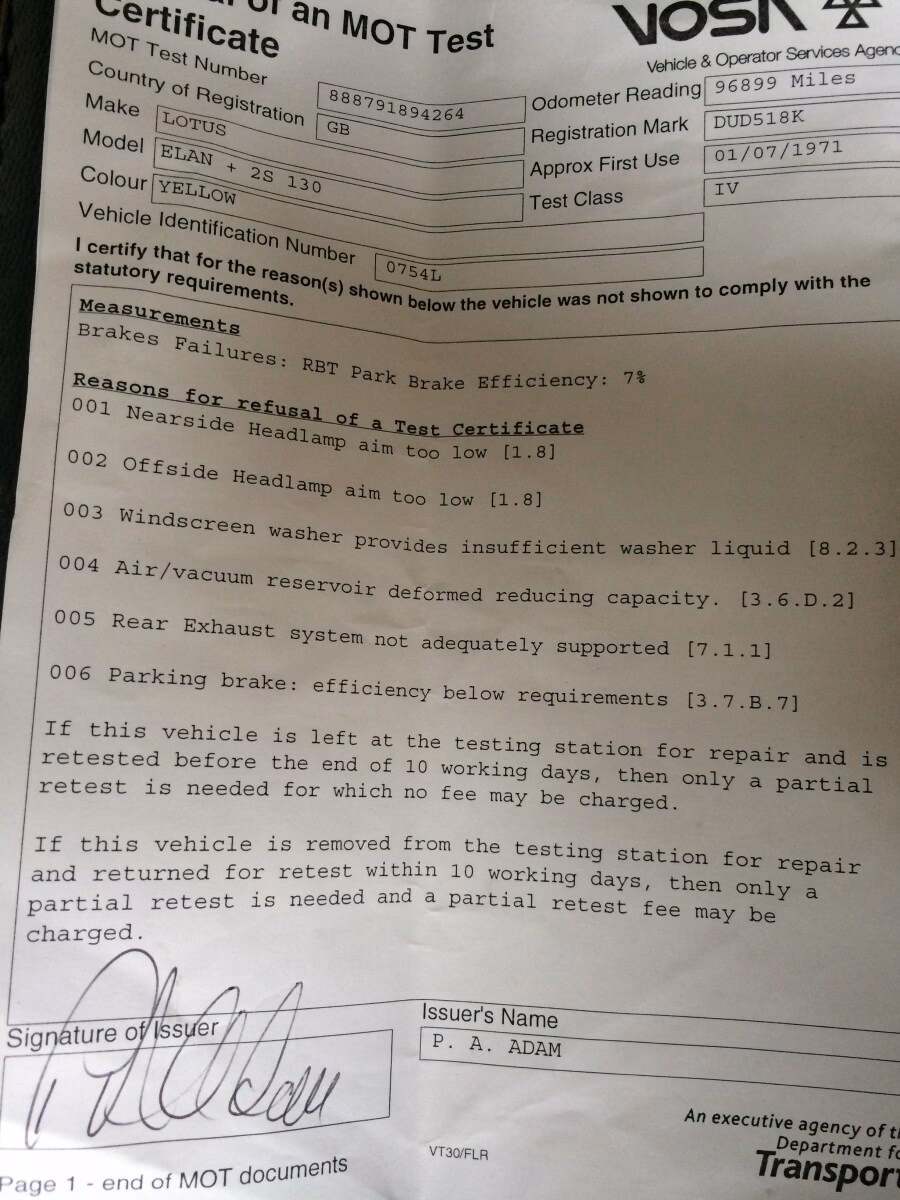 of an MOT Test
Certificate
VOSA
Vehicle & Operator Services Agenc
MOT Test Number 888791894264
Odometer Reading 96899 Miles
Country of Registration GB
Registration Mark DUD518K
Make LOTUS
Approx First Use 01/07/1971
Model ELAN + 2S 130
Test Class IV
Colour YELLOW
Vehicle Identification Number 0754L
I certify that for the reason(s) shown below the vehicle was not shown to comply with the
statutory requirements.
Measurements
Brakes Failures: RBT Park Brake Efficiency: 7%
Reasons for refusal of a Test Certificate
001 Nearside Headlamp aim too low [1.8]
002 Offside Headlamp aim too low [1.8]
003 Windscreen washer provides insufficient washer liquid [8.2.3]
004 Air/vacuum reservoir deformed reducing capacity. [3.6.D.2]
005 Rear Exhaust system not adequately supported [7.1.1]
006 Parking brake: efficiency below requirements [3.7.B.7]
If this vehicle is left at the testing station for repair and is
retested before the end of 10 working days, then only a partial
retest is needed for which no fee may be charged.
If this vehicle is removed from the testing station for repair
and returned for retest within 10 working days, then only a
partial retest is needed and a partial retest fee may be
charged.
Signature of Issuer
Issuer's Name
P. A. ADAM
An executive agency of t
Department fo
Transport
VT30/FLR
Page 1 - end of MOT documents